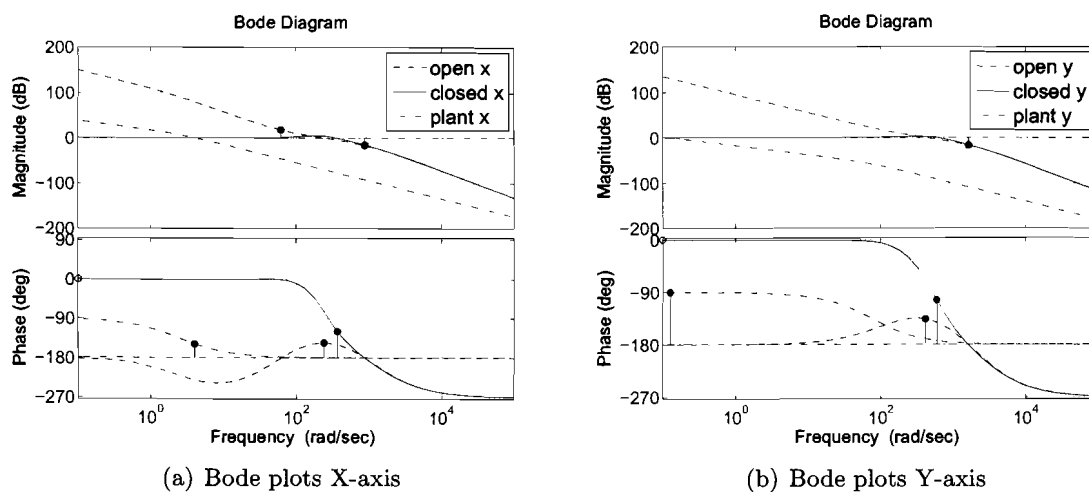 Bode Diagram
200
100
0
−100
−200
Magnitude (dB)
open x
closed x
plant x
90
0
−90
−180
−270
Phase (deg)
10^0
10^2
10^4
Frequency (rad/sec)
(a) Bode plots X-axis
Bode Diagram
200
100
0
−100
−200
Magnitude (dB)
open y
closed y
plant y
0
−90
−180
−270
Phase (deg)
10^0
10^2
10^4
Frequency (rad/sec)
(b) Bode plots Y-axis